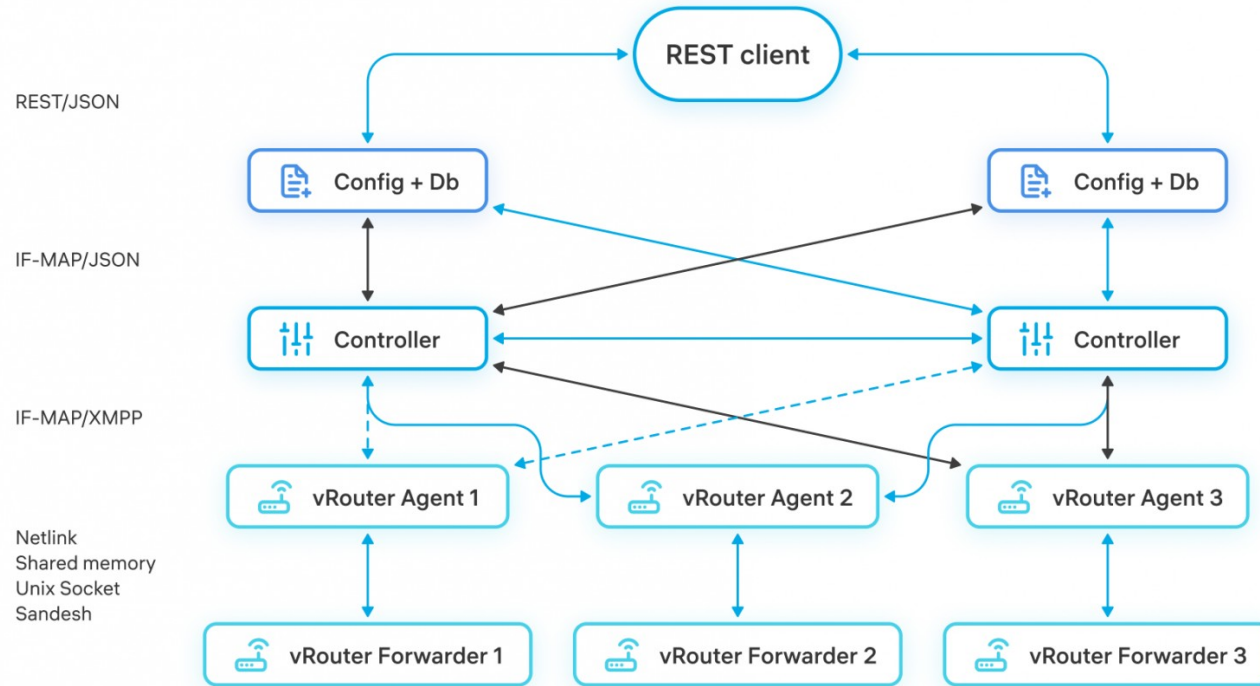 REST client
REST/JSON
Config + Db
Config + Db
IF-MAP/JSON
Controller
Controller
IF-MAP/XMPP
vRouter Agent 1
vRouter Agent 2
vRouter Agent 3
Netlink
Shared memory
Unix Socket
Sandesh
vRouter Forwarder 1
vRouter Forwarder 2
vRouter Forwarder 3